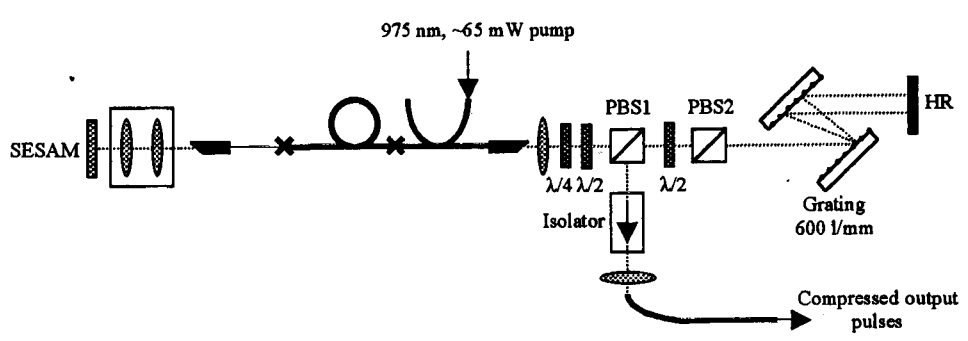 975 nm, ~65 mW pump
PBS1
PBS2
HR
SESAM
λ/4
λ/2
λ/2
Grating
600 l/mm
Isolator
Compressed output
pulses